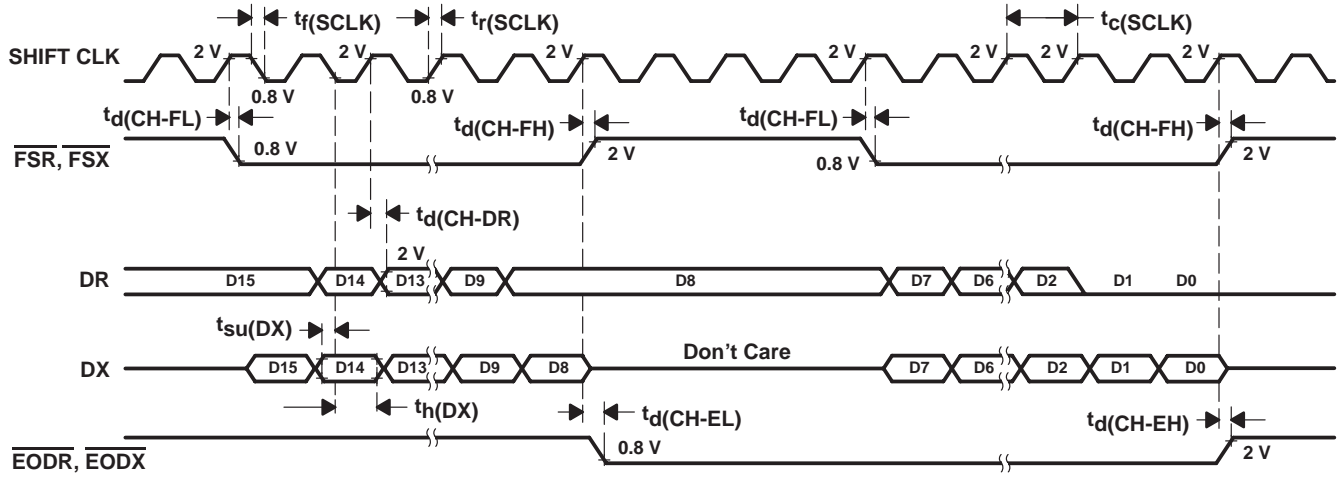 tf(SCLK) tr(SCLK) tc(SCLK)
SHIFT CLK 2 V 2 V 2 V 2 V 2 V 2 V 2 V 2 V
0.8 V 0.8 V
td(CH-FL) td(CH-FH) td(CH-FL) td(CH-FH)
FSR, FSX 0.8 V 2 V 0.8 V 2 V
td(CH-DR)
2 V
DR D15 D14 D13 D9 D8 D7 D6 D2 D1 D0
tsu(DX)
DX D15 D14 D13 D9 D8 Don't Care D7 D6 D2 D1 D0
th(DX) td(CH-EL) td(CH-EH)
EODR, EODX 0.8 V 2 V